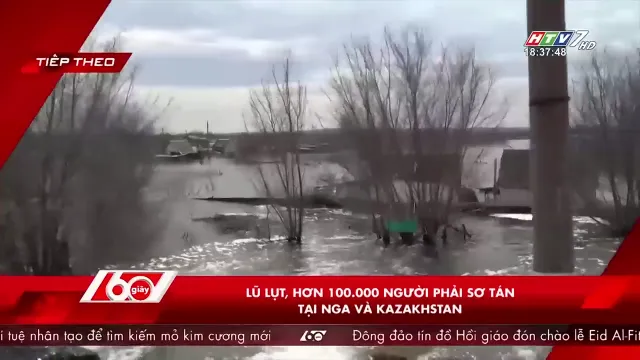 TIẾP THEO
HTV7 HD
18:37:48
60 giây
LŨ LỤT, HƠN 100.000 NGƯỜI PHẢI SƠ TÁN
TẠI NGA VÀ KAZAKHSTAN
í tuệ nhân tạo để tìm kiếm mỏ kim cương mới 60 giây Đông đảo tín đồ Hồi giáo đón chào lễ Eid Al-Fit